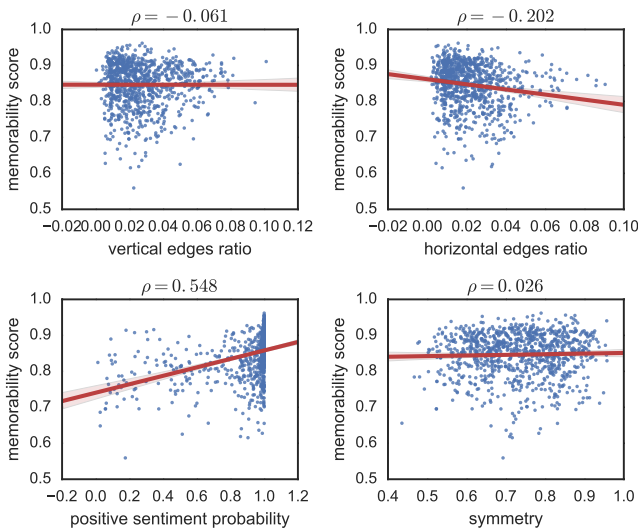 ρ = −0.061
memorability score
1.0
0.9
0.8
0.7
0.6
0.5
−0.02 0.00 0.02 0.04 0.06 0.08 0.10 0.12
vertical edges ratio
ρ = −0.202
memorability score
1.0
0.9
0.8
0.7
0.6
0.5
−0.02 0.00 0.02 0.04 0.06 0.08 0.10
horizontal edges ratio
ρ = 0.548
memorability score
1.0
0.9
0.8
0.7
0.6
0.5
−0.2 0.0 0.2 0.4 0.6 0.8 1.0 1.2
positive sentiment probability
ρ = 0.026
memorability score
1.0
0.9
0.8
0.7
0.6
0.5
0.4 0.5 0.6 0.7 0.8 0.9 1.0
symmetry